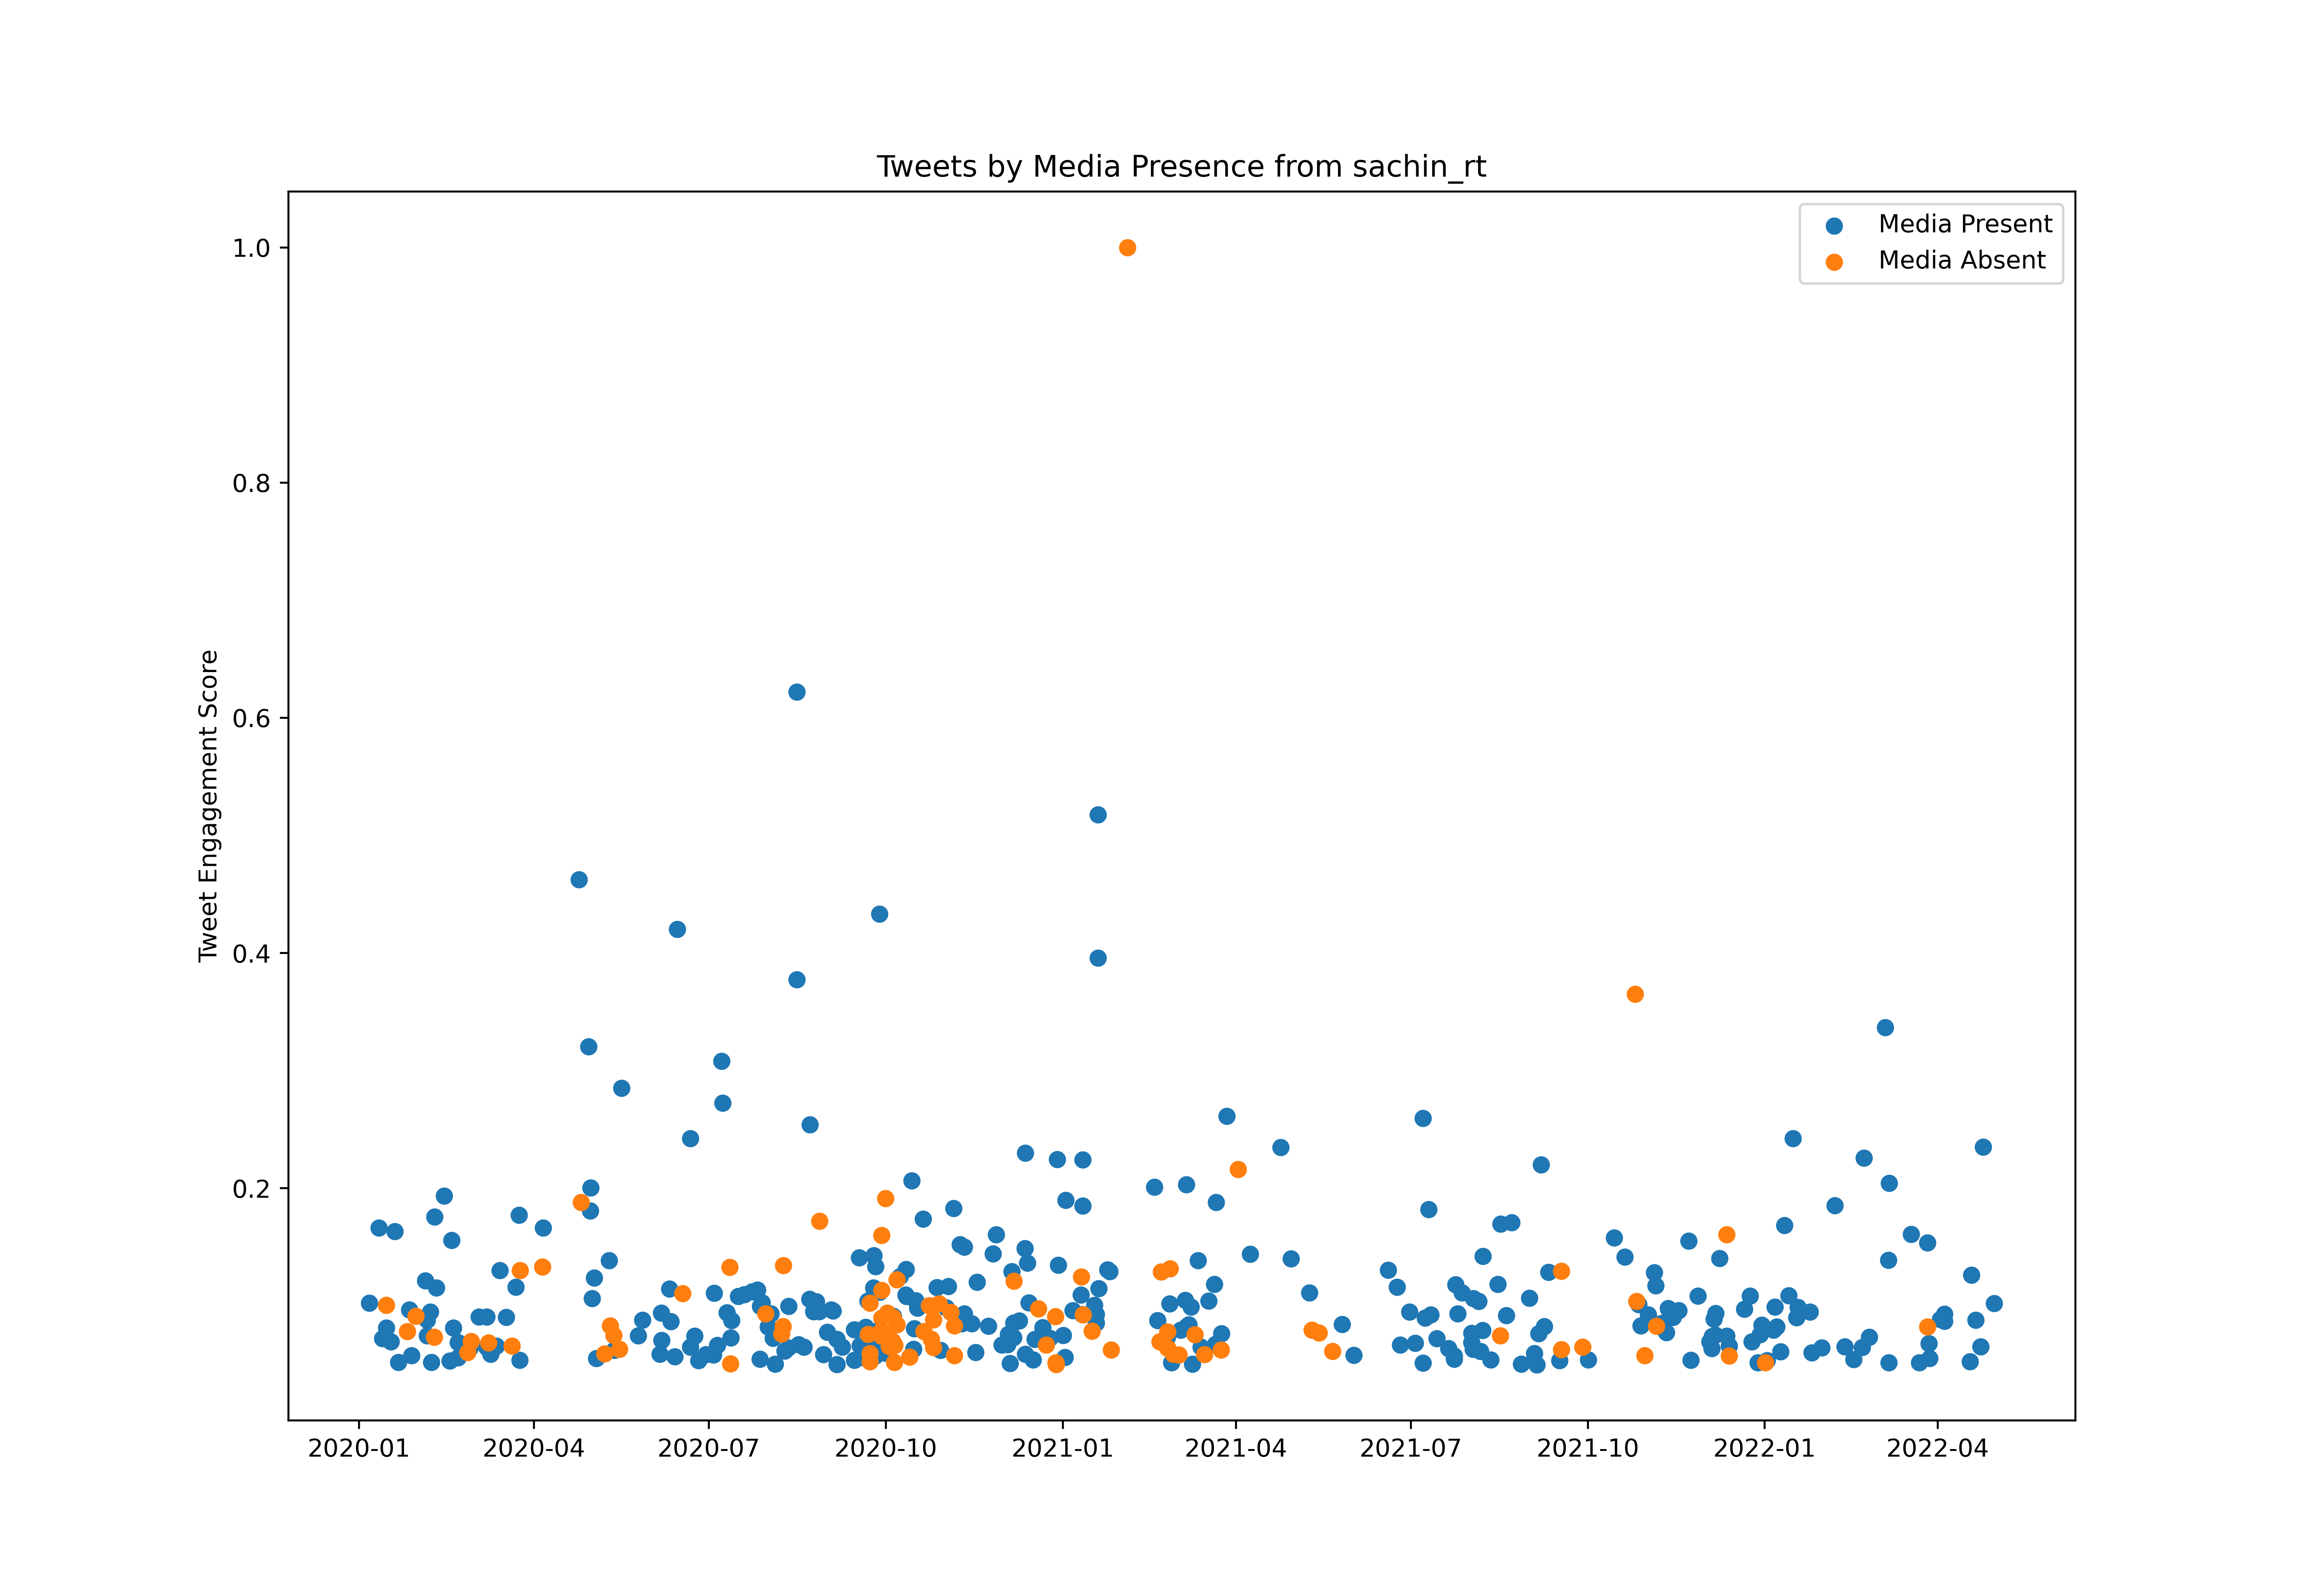 Tweets by Media Presence from sachin_rt
Media Present
Media Absent
Tweet Engagement Score
1.0
0.8
0.6
0.4
0.2
2020-01 2020-04 2020-07 2020-10 2021-01 2021-04 2021-07 2021-10 2022-01 2022-04